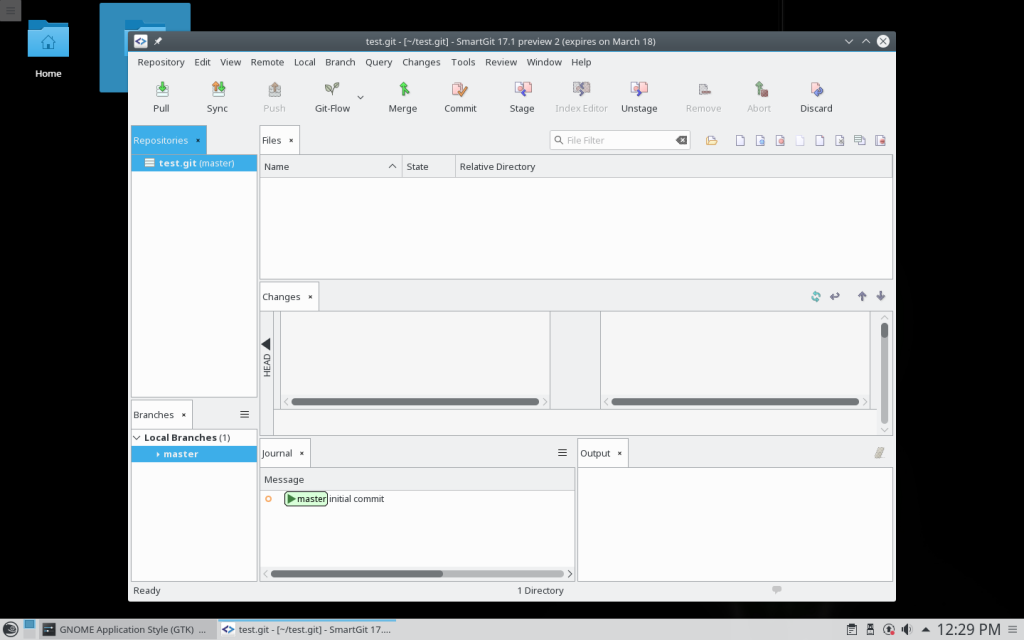 test.git - [~/test.git] - SmartGit 17.1 preview 2 (expires on March 18)
Home
Repository Edit View Remote Local Branch Query Changes Tools Review Window Help
Pull Sync Push Git-Flow Merge Commit Stage Index Editor Unstage Remove Abort Discard
Repositories
Files
File Filter
test.git (master)
Name State Relative Directory
Changes
HEAD
Branches
Local Branches (1)
master
Journal
Output
Message
master initial commit
Ready
1 Directory
GNOME Application Style (GTK) ...
test.git - [~/test.git] - SmartGit 17....
12:29 PM